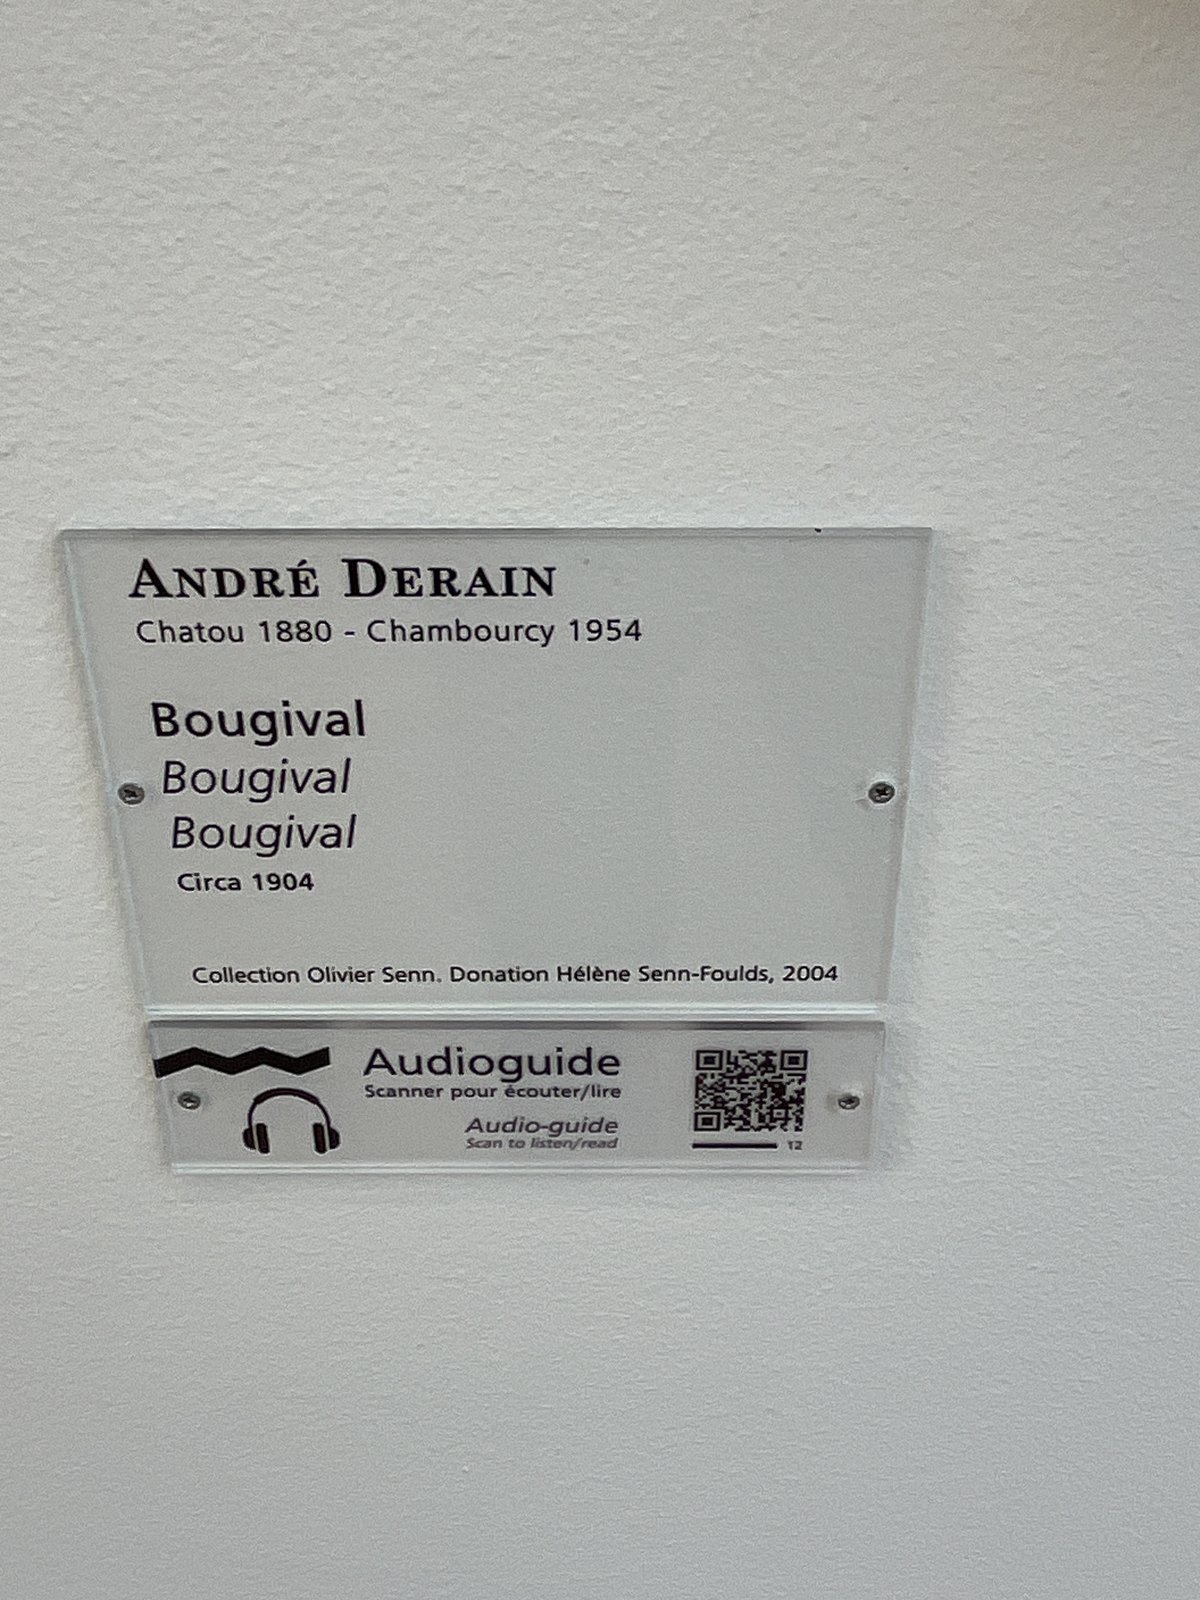 ANDRÉ DERAIN
Chatou 1880 - Chambourcy 1954
Bougival
Bougival
Bougival
Circa 1904
Collection Olivier Senn. Donation Hélène Senn-Foulds, 2004
Audioguide
Scanner pour écouter/lire
Audio-guide
Scan to listen/read
12